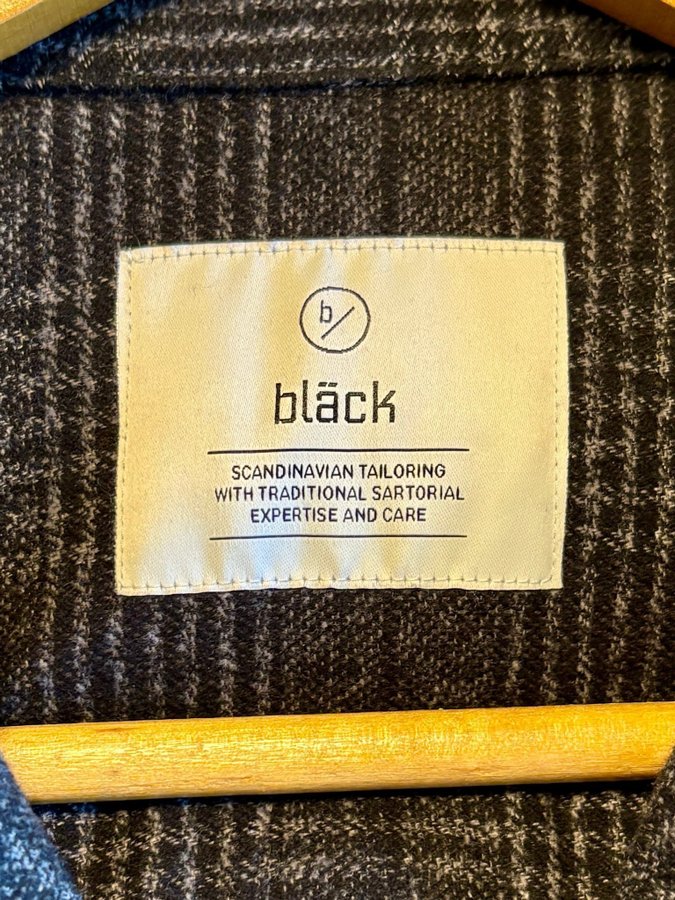 b/
bläck
SCANDINAVIAN TAILORING
WITH TRADITIONAL SARTORIAL
EXPERTISE AND CARE